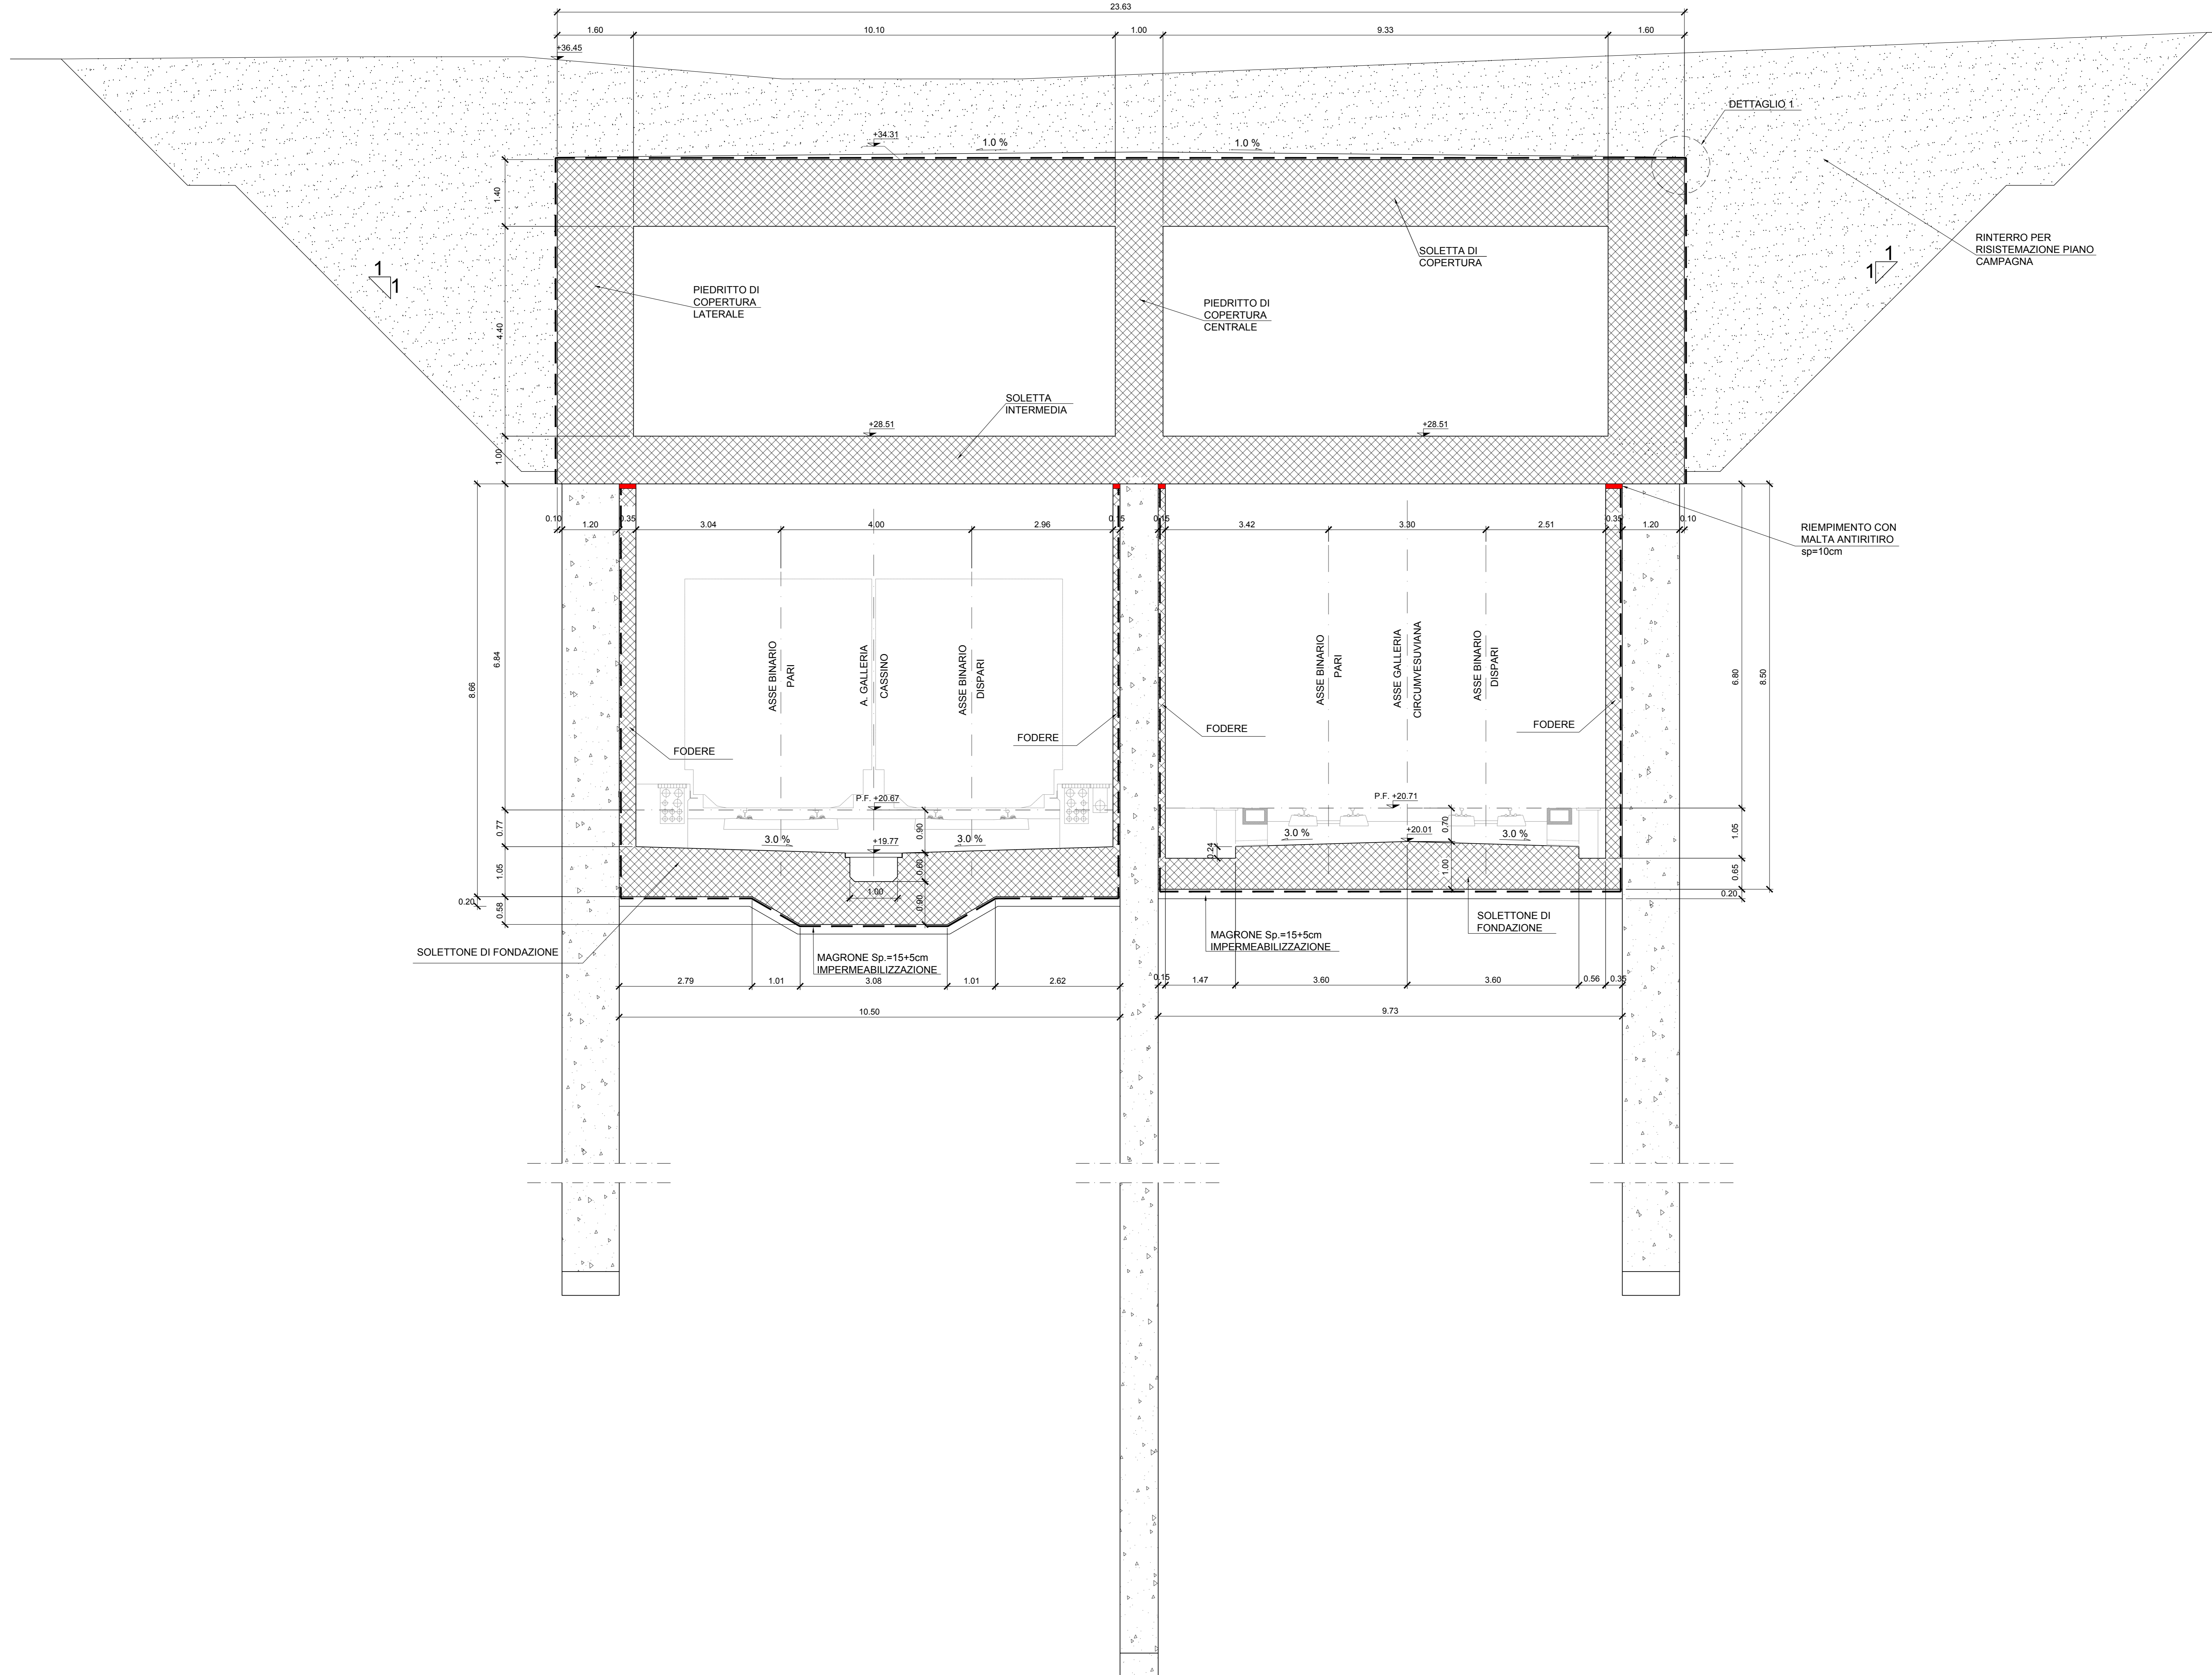 23.63
1.60
10.10
1.00
9.33
1.60
+36.45
DETTAGLIO 1
+34.31
1.0 %
1.0 %
1.40
SOLETTA DI
COPERTURA
RINTERRO PER
RISISTEMAZIONE PIANO
CAMPAGNA
1
1
1
1
PIEDRITTO DI
COPERTURA
LATERALE
PIEDRITTO DI
COPERTURA
CENTRALE
4.40
SOLETTA
INTERMEDIA
+28.51
+28.51
1.00
0.10
1.20
0.35
3.04
4.00
2.96
0.15
0.15
3.42
3.30
2.51
0.35
1.20
0.10
RIEMPIMENTO CON
MALTA ANTIRITIRO
sp=10cm
8.66
6.84
ASSE BINARIO
PARI
A. GALLERIA
CASSINO
ASSE BINARIO
DISPARI
ASSE BINARIO
PARI
ASSE GALLERIA
CIRCUMVESUVIANA
ASSE BINARIO
DISPARI
6.80
8.50
FODERE
FODERE
FODERE
FODERE
P.F. +20.67
P.F. +20.71
0.77
3.0 %
+19.77
3.0 %
0.90
0.24
3.0 %
+20.01
0.70
3.0 %
1.05
1.05
0.60
1.00
1.00
0.65
0.20
0.58
0.90
0.20
SOLETTONE DI FONDAZIONE
MAGRONE Sp.=15+5cm
IMPERMEABILIZZAZIONE
MAGRONE Sp.=15+5cm
IMPERMEABILIZZAZIONE
SOLETTONE DI
FONDAZIONE
2.79
1.01
3.08
1.01
2.62
0.15
1.47
3.60
3.60
0.56
0.35
10.50
9.73